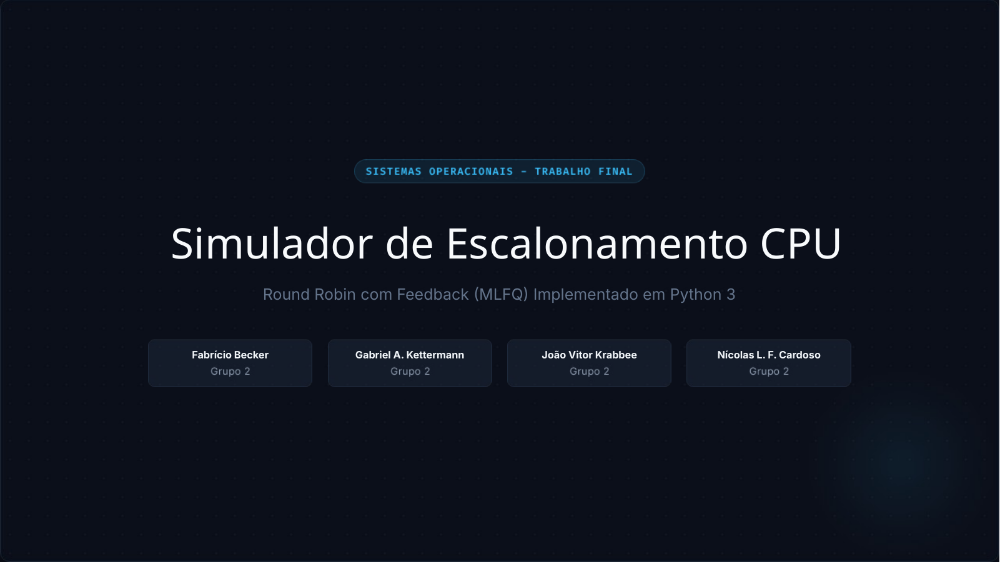 SISTEMAS OPERACIONAIS – TRABALHO FINAL
Simulador de Escalonamento CPU
Round Robin com Feedback (MLFQ) Implementado em Python 3
Fabrício Becker
Grupo 2
Gabriel A. Kettermann
Grupo 2
João Vitor Krabbee
Grupo 2
Nícolas L. F. Cardoso
Grupo 2